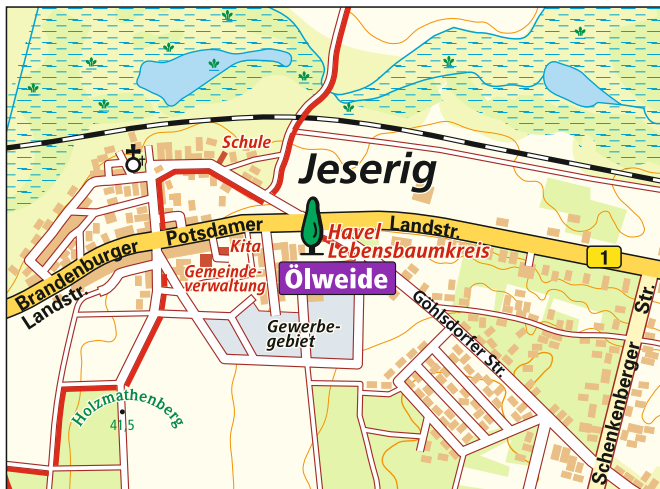 Schule
Jeserig
Potsdamer
Landstr.
Havel
Lebensbaumkreis
Kita
Brandenburger
Landstr.
Gemeinde-
verwaltung
Ölweide
1
Gewerbe-
gebiet
Göhlsdorfer Str.
Schenkenberger Str.
Holzmathenberg
41,5